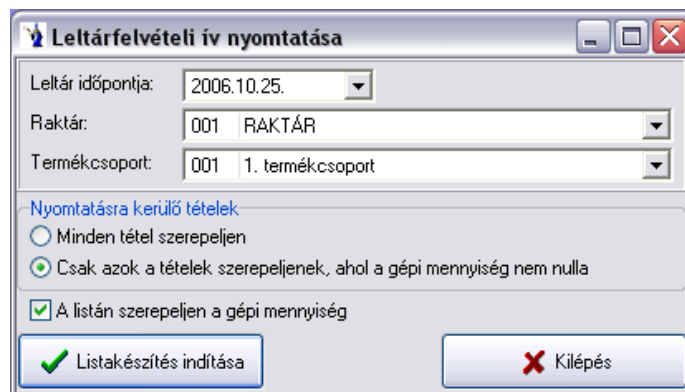 Leltárfelvételi ív nyomtatása
Leltár időpontja: 2006.10.25.
Raktár: 001 RAKTÁR
Termékcsoport: 001 1. termékcsoport
Nyomtatásra kerülő tételek
Minden tétel szerepeljen
Csak azok a tételek szerepeljenek, ahol a gépi mennyiség nem nulla
A listán szerepeljen a gépi mennyiség
Listakészítés indítása Kilépés